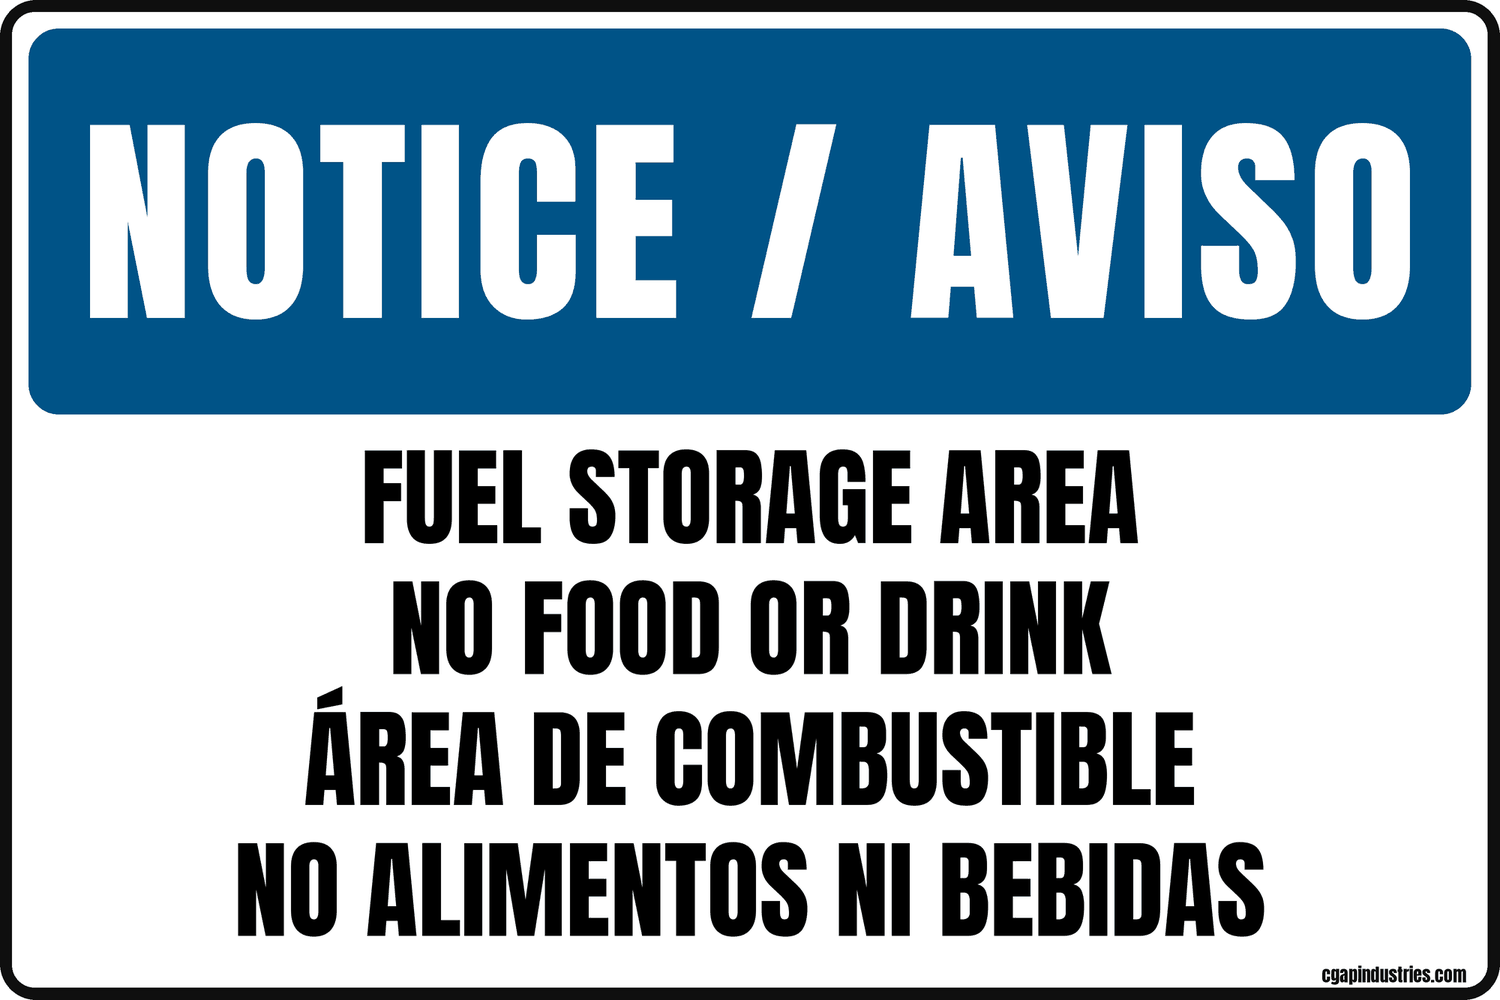 NOTICE / AVISO
FUEL STORAGE AREA
NO FOOD OR DRINK
ÁREA DE COMBUSTIBLE
NO ALIMENTOS NI BEBIDAS
cgapindustries.com